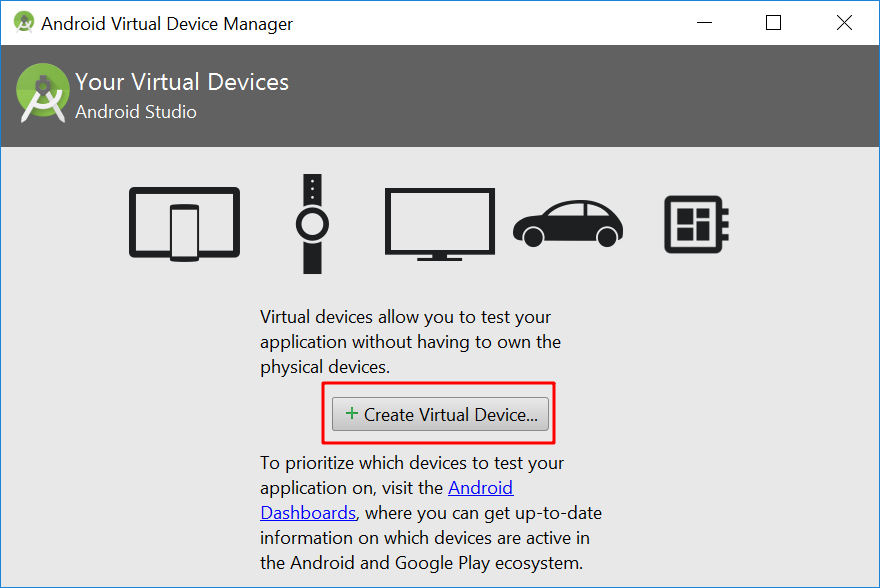 Android Virtual Device Manager
Your Virtual Devices
Android Studio
Virtual devices allow you to test your
application without having to own the
physical devices.
+ Create Virtual Device...
To prioritize which devices to test your
application on, visit the Android
Dashboards, where you can get up-to-date
information on which devices are active in
the Android and Google Play ecosystem.